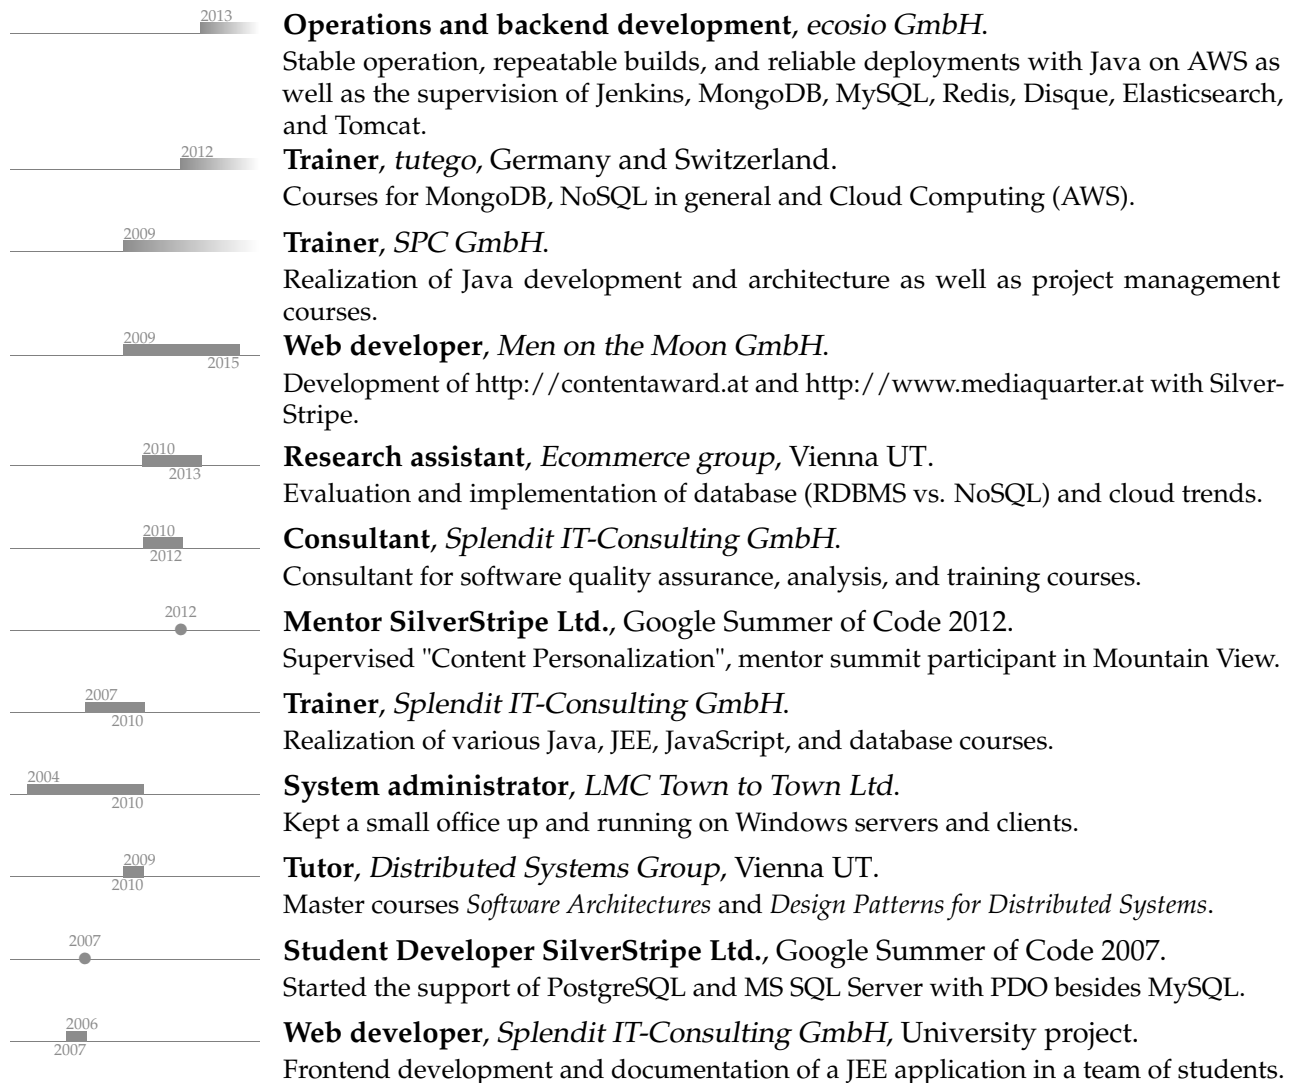 2013
Operations and backend development, ecosio GmbH.
Stable operation, repeatable builds, and reliable deployments with Java on AWS as
well as the supervision of Jenkins, MongoDB, MySQL, Redis, Disque, Elasticsearch,
and Tomcat.
2012
Trainer, tutego, Germany and Switzerland.
Courses for MongoDB, NoSQL in general and Cloud Computing (AWS).
2009
Trainer, SPC GmbH.
Realization of Java development and architecture as well as project management
courses.
2009
2015
Web developer, Men on the Moon GmbH.
Development of http://contentaward.at and http://www.mediaquarter.at with Silver-
Stripe.
2010
2013
Research assistant, Ecommerce group, Vienna UT.
Evaluation and implementation of database (RDBMS vs. NoSQL) and cloud trends.
2010
2012
Consultant, Splendit IT-Consulting GmbH.
Consultant for software quality assurance, analysis, and training courses.
2012
Mentor SilverStripe Ltd., Google Summer of Code 2012.
Supervised "Content Personalization", mentor summit participant in Mountain View.
2007
2010
Trainer, Splendit IT-Consulting GmbH.
Realization of various Java, JEE, JavaScript, and database courses.
2004
2010
System administrator, LMC Town to Town Ltd.
Kept a small office up and running on Windows servers and clients.
2009
2010
Tutor, Distributed Systems Group, Vienna UT.
Master courses Software Architectures and Design Patterns for Distributed Systems.
2007
Student Developer SilverStripe Ltd., Google Summer of Code 2007.
Started the support of PostgreSQL and MS SQL Server with PDO besides MySQL.
2006
2007
Web developer, Splendit IT-Consulting GmbH, University project.
Frontend development and documentation of a JEE application in a team of students.